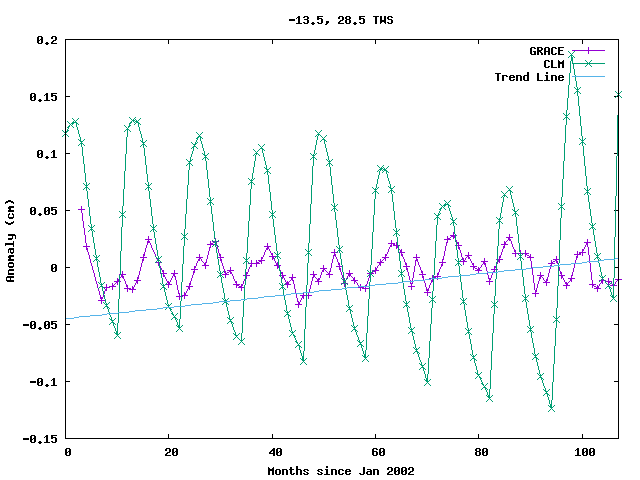 -13.5, 28.5 TWS
GRACE
CLM
Trend Line
0.2
0.15
0.1
0.05
0
-0.05
-0.1
-0.15
Anomaly (cm)
0 20 40 60 80 100
Months since Jan 2002